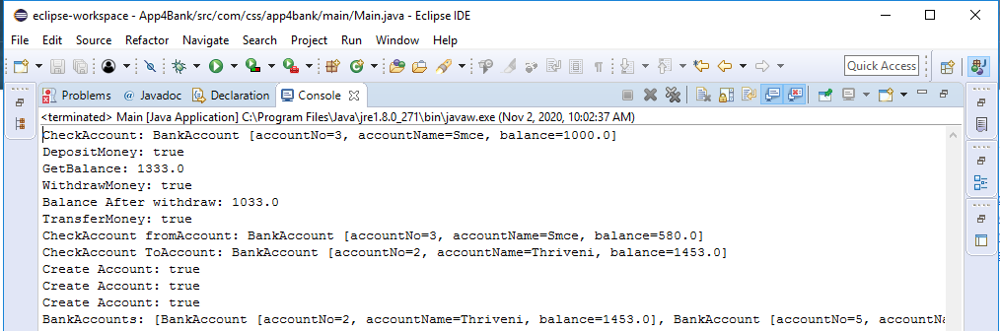 eclipse-workspace - App4Bank/src/com/css/app4bank/main/Main.java - Eclipse IDE
File Edit Source Refactor Navigate Search Project Run Window Help
Quick Access
Problems @ Javadoc Declaration Console
<terminated> Main [Java Application] C:\Program Files\Java\jre1.8.0_271\bin\javaw.exe (Nov 2, 2020, 10:02:37 AM)
CheckAccount: BankAccount [accountNo=3, accountName=Smce, balance=1000.0]
DepositMoney: true
GetBalance: 1333.0
WithdrawMoney: true
Balance After withdraw: 1033.0
TransferMoney: true
CheckAccount fromAccount: BankAccount [accountNo=3, accountName=Smce, balance=580.0]
CheckAccount ToAccount: BankAccount [accountNo=2, accountName=Thriveni, balance=1453.0]
Create Account: true
Create Account: true
Create Account: true
BankAccounts: [BankAccount [accountNo=2, accountName=Thriveni, balance=1453.0], BankAccount [accountNo=5, accountNa